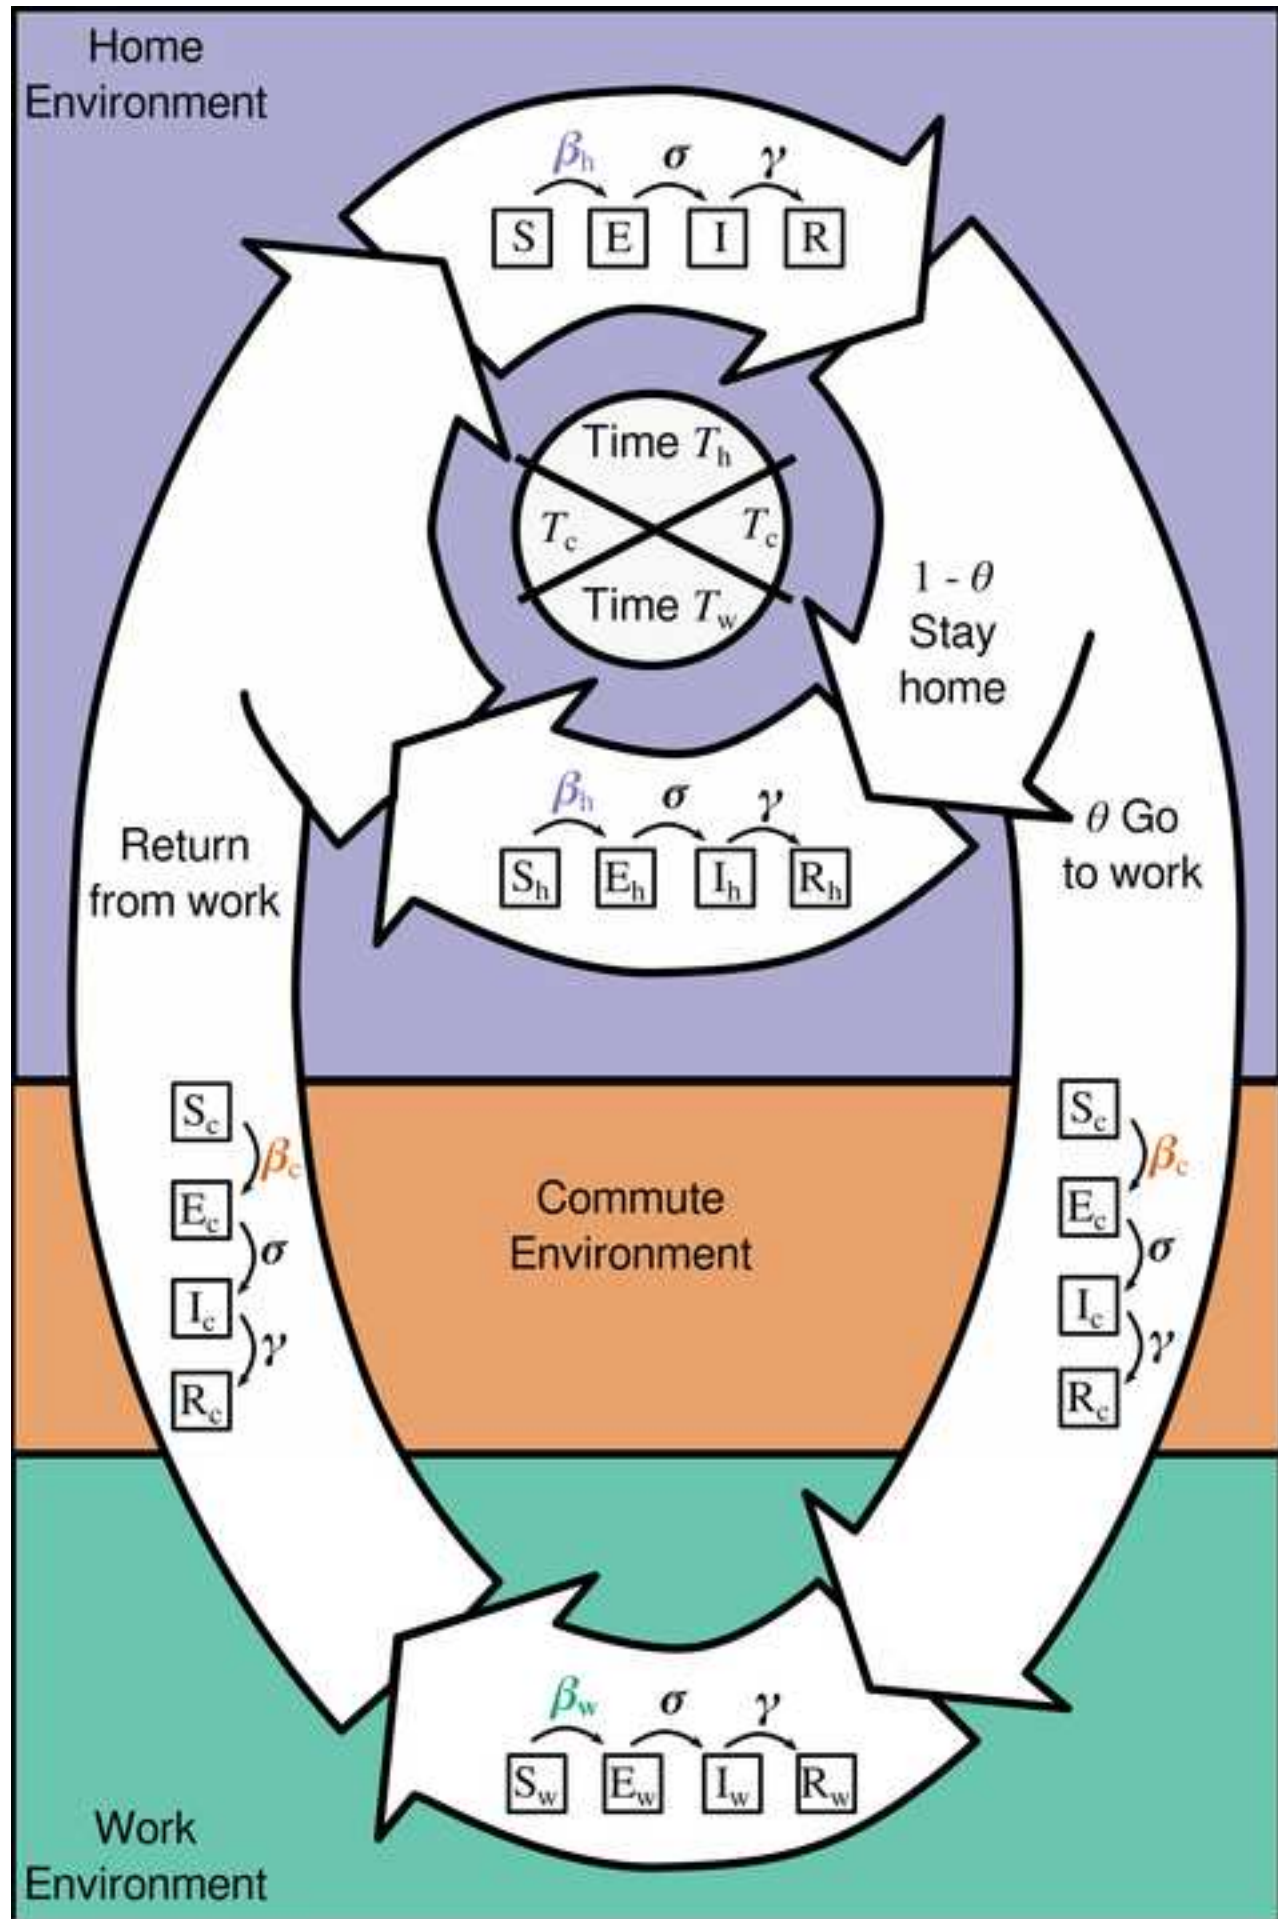 Home
Environment
βh σ γ
S E I R
Time Th
Tc Tc
Time Tw
1 - θ
Stay
home
βh σ γ
Sh Eh Ih Rh
θ Go
to work
Return
from work
Sc
βc
Ec
σ
Ic
γ
Rc
Commute
Environment
Sc
βc
Ec
σ
Ic
γ
Rc
βw σ γ
Sw Ew Iw Rw
Work
Environment